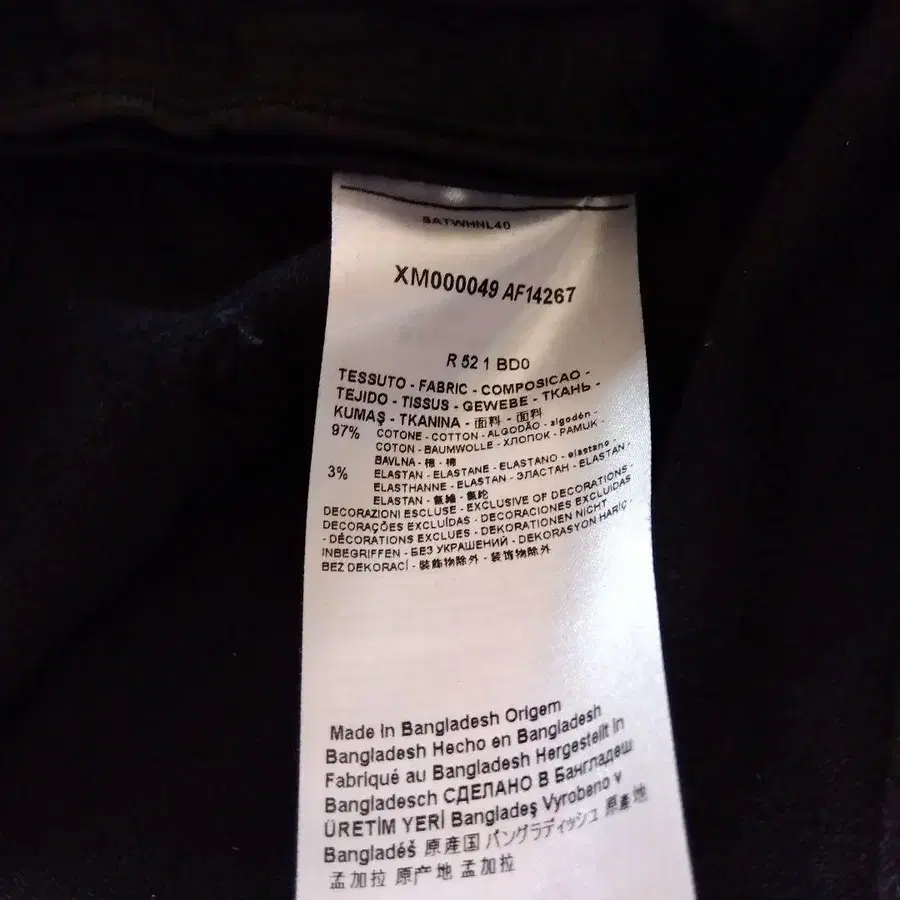 SATWHNL40
XM000049 AF14267
R 52 1 BD0
TESSUTO - FABRIC - COMPOSICAO -
TEJIDO - TISSUS - GEWEBE - ТКАНЬ -
KUMAŞ - TKANINA - 面料 - 面料
97% COTONE - COTTON - ALGODÃO - algodón -
COTON - BAUMWOLLE - ХЛОПОК - PAMUK -
BAVLNA - 棉 - 棉
3% ELASTAN - ELASTANE - ELASTANO - elastano -
ELASTHANNE - ELASTAN - ЭЛАСТАН - ELASTAN -
ELASTAN - 氨綸 - 氨纶
DECORAZIONI ESCLUSE - EXCLUSIVE OF DECORATIONS -
DECORAÇÕES EXCLUÍDAS - DECORACIONES EXCLUIDAS
- DÉCORATIONS EXCLUES - DEKORATIONEN NICHT
INBEGRIFFEN - БЕЗ УКРАШЕНИЙ - DEKORASYON HARİÇ -
BEZ DEKORACÍ - 裝飾物除外 - 装饰物除外
Made in Bangladesh Origem
Bangladesh Hecho en Bangladesh
Fabriqué au Bangladesh Hergestellt in
Bangladesch СДЕЛАНО В Бангладеш
ÜRETİM YERİ Bangladeş Vyrobeno v
Bangladéš 原産国 バングラディッシュ 原產地
孟加拉 原产地 孟加拉